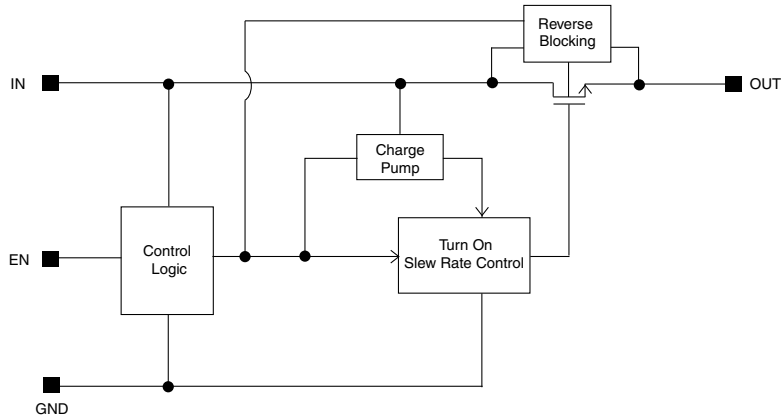 Reverse
Blocking
IN
OUT
Charge
Pump
Control
Logic
EN
Turn On
Slew Rate Control
GND